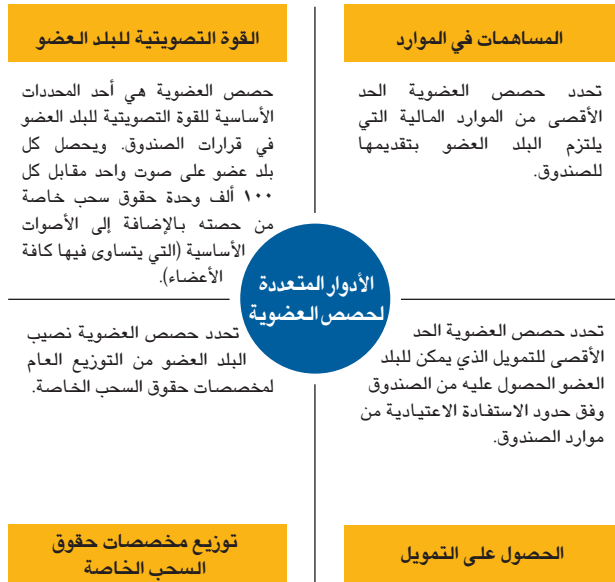 المساهمات في الموارد
تحدد حصص العضوية الحد
الأقصى من الموارد المالية التي
يلتزم البلد العضو بتقديمها
للصندوق.
القوة التصويتية للبلد العضو
حصص العضوية هي أحد المحددات
الأساسية للقوة التصويتية للبلد العضو
في قرارات الصندوق. ويحصل كل
بلد عضو على صوت واحد مقابل كل
١٠٠ ألف وحدة حقوق سحب خاصة
من حصته بالإضافة إلى الأصوات
الأساسية (التي يتساوى فيها كافة
الأعضاء).
الأدوار المتعددة
لحصص العضوية
تحدد حصص العضوية الحد
الأقصى للتمويل الذي يمكن للبلد
العضو الحصول عليه من الصندوق
وفق حدود الاستفادة الاعتيادية من
موارد الصندوق.
الحصول على التمويل
تحدد حصص العضوية نصيب
البلد العضو من التوزيع العام
لمخصصات حقوق السحب الخاصة.
توزيع مخصصات حقوق
السحب الخاصة